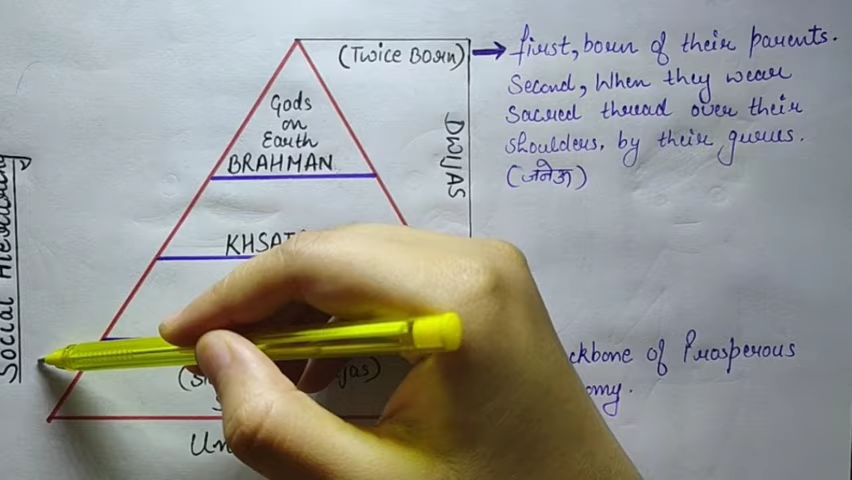 (Twice Born)
first, born of their parents.
Second, When they wear
sacred thread over their
shoulders, by their gurus.
(जनेऊ)
Gods
on
Earth
BRAHMAN
DWIJAS
Social Hierarchy
ckbone of Prosperous
omy.